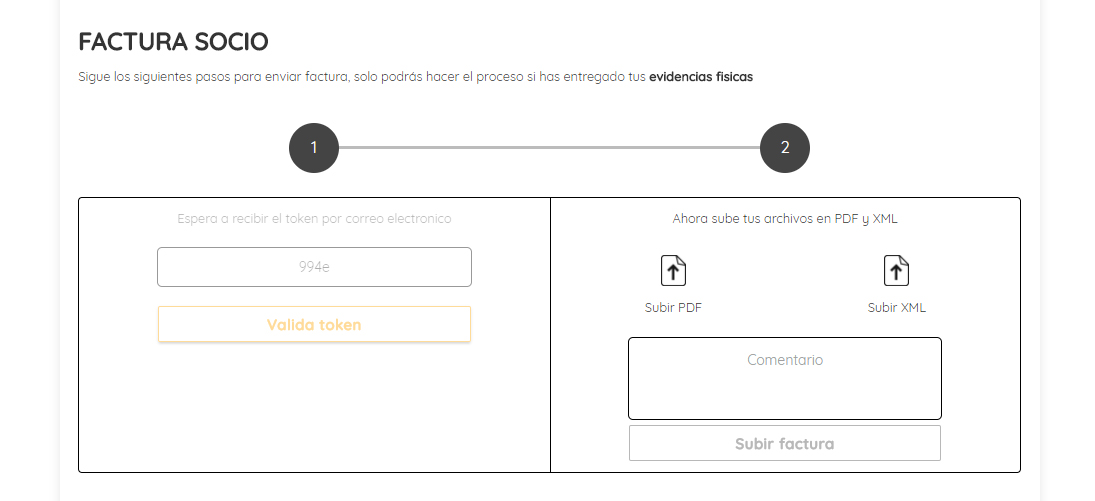 FACTURA SOCIO
Sigue los siguientes pasos para enviar factura, solo podrás hacer el proceso si has entregado tus evidencias fisicas
1
2
Espera a recibir el token por correo electronico
994e
Valida token
Ahora sube tus archivos en PDF y XML
Subir PDF
Subir XML
Comentario
Subir factura